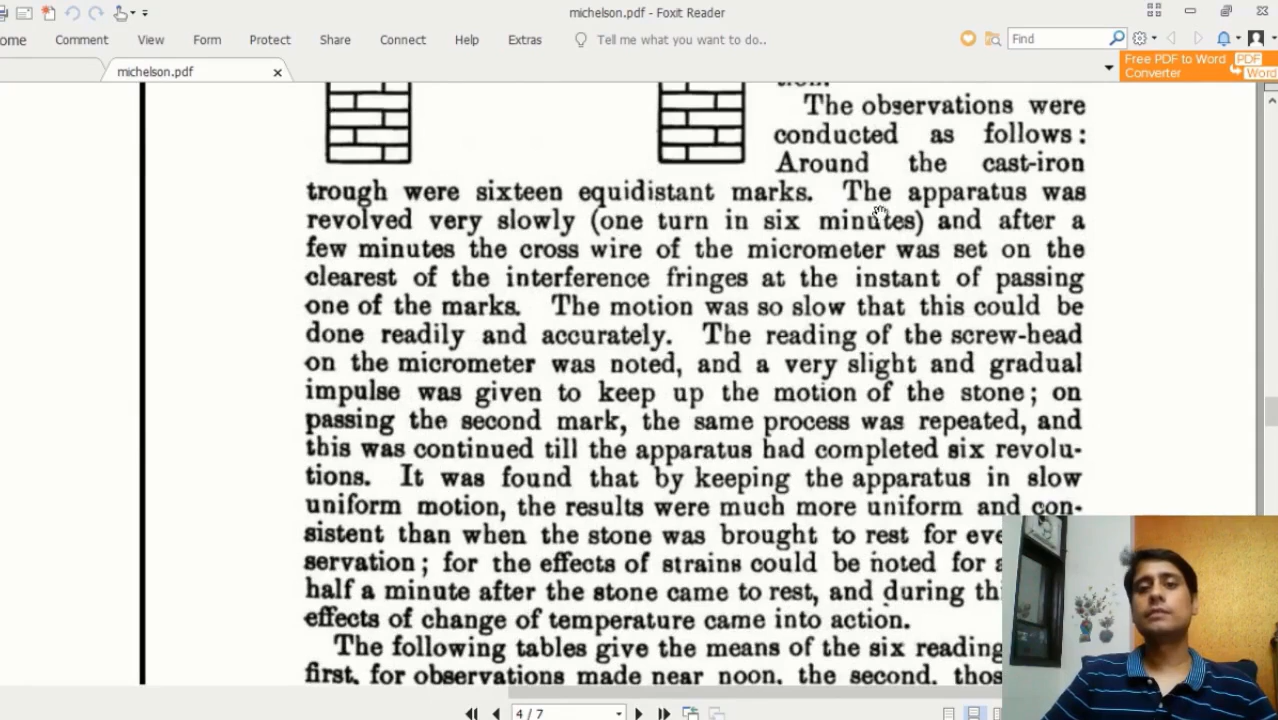 michelson.pdf - Foxit Reader
ome Comment View Form Protect Share Connect Help Extras Tell me what you want to do.. Find
michelson.pdf
Free PDF to Word Converter
PDF
Word
The observations were
conducted as follows:
Around the cast-iron
trough were sixteen equidistant marks. The apparatus was
revolved very slowly (one turn in six minutes) and after a
few minutes the cross wire of the micrometer was set on the
clearest of the interference fringes at the instant of passing
one of the marks. The motion was so slow that this could be
done readily and accurately. The reading of the screw-head
on the micrometer was noted, and a very slight and gradual
impulse was given to keep up the motion of the stone; on
passing the second mark, the same process was repeated, and
this was continued till the apparatus had completed six revolu-
tions. It was found that by keeping the apparatus in slow
uniform motion, the results were much more uniform and con-
sistent than when the stone was brought to rest for eve
servation; for the effects of strains could be noted for a
half a minute after the stone came to rest, and during thi
effects of change of temperature came into action.
The following tables give the means of the six reading
first, for observations made near noon, the second, thos
4 / 7